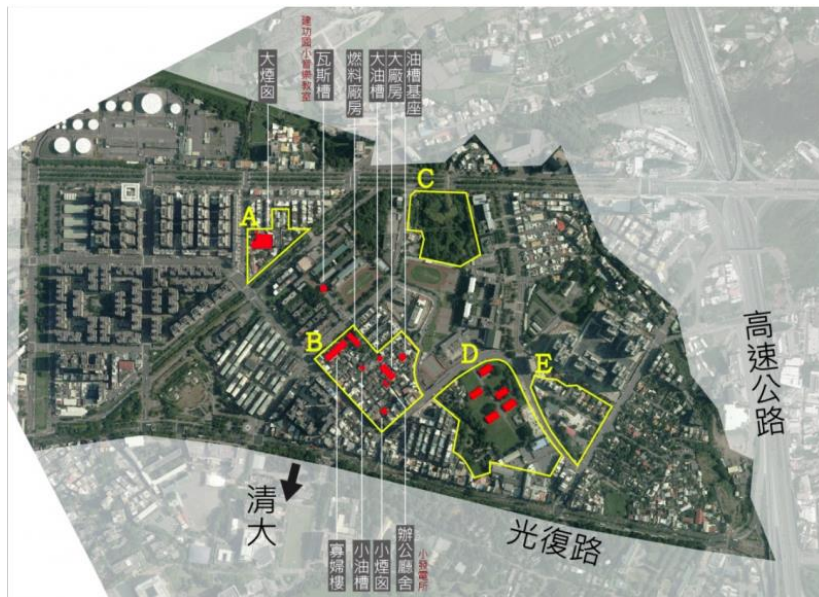 大煙囪
建功國小音樂教室
瓦斯槽
燃料廠房
大油槽
大廠房
油槽基座
A
B
C
D
E
高速公路
清大
光復路
寡婦樓
小油槽
小煙囪
辦公廳舍
小發電所